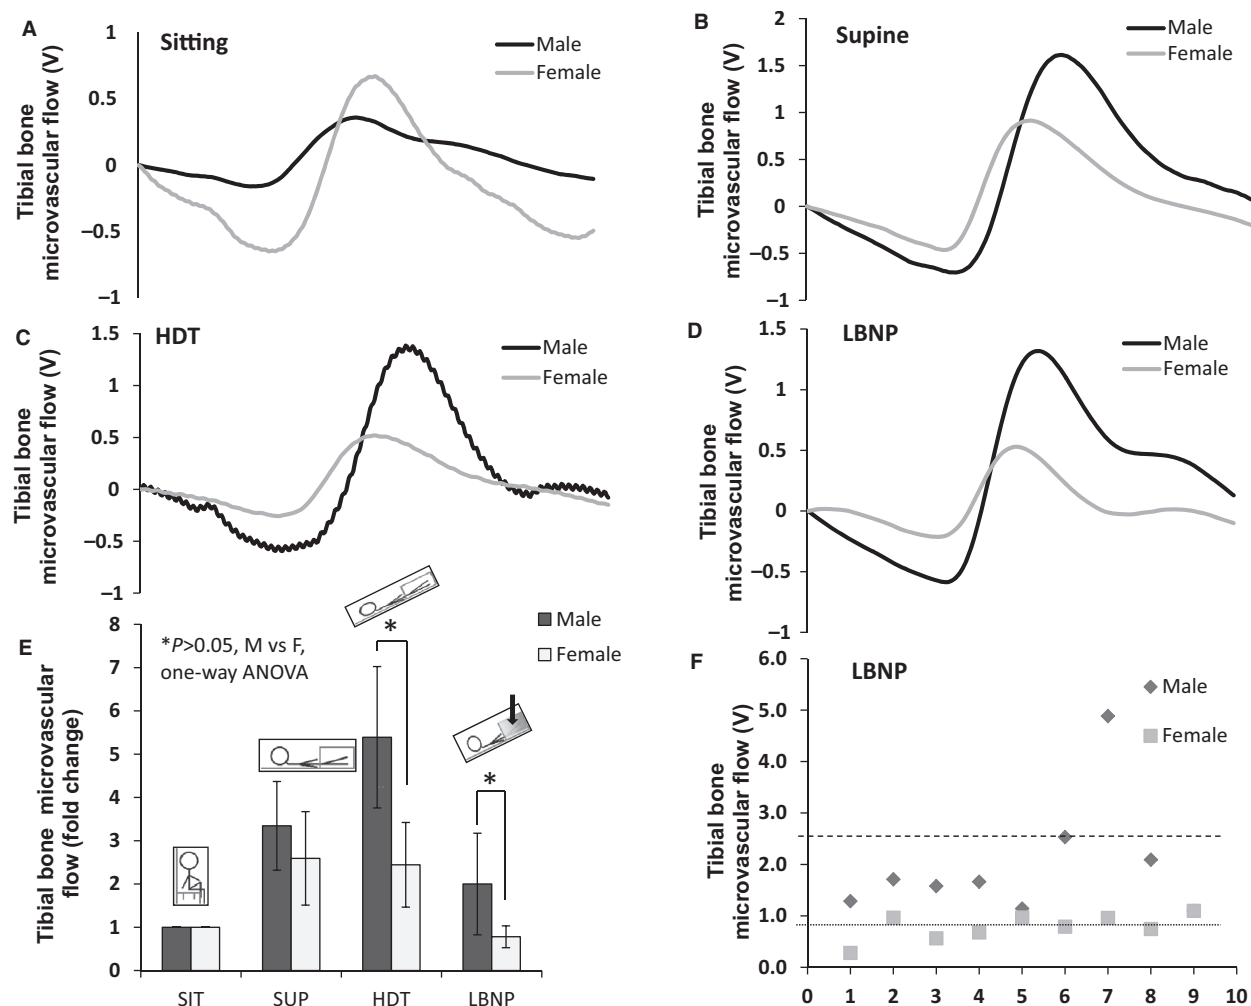 A
Sitting
Male
Female
Tibial bone
microvascular flow (V)
1
0.5
0
–0.5
–1
B
Supine
Male
Female
Tibial bone
microvascular flow (V)
2
1.5
1
0.5
0
–0.5
–1
C
HDT
Male
Female
Tibial bone
microvascular flow (V)
1.5
1
0.5
0
–0.5
–1
D
LBNP
Male
Female
Tibial bone
microvascular flow (V)
1.5
1
0.5
0
–0.5
–1
E
*P>0.05, M vs F,
one-way ANOVA
Male
Female
Tibial bone microvascular
flow (fold change)
8
7
6
5
4
3
2
1
0
*
*
SIT SUP HDT LBNP
F
LBNP
Male
Female
Tibial bone
microvascular flow (V)
6.0
5.0
4.0
3.0
2.0
1.0
0.0
0 1 2 3 4 5 6 7 8 9 10